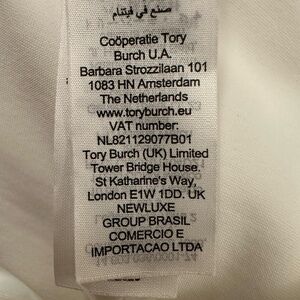 صنع في فيتنام
Coöperatie Tory
Burch U.A.
Barbara Strozzilaan 101
1083 HN Amsterdam
The Netherlands
www.toryburch.eu
VAT number:
NL821129077B01
Tory Burch (UK) Limited
Tower Bridge House,
St Katharine's Way,
London E1W 1DD. UK
NEWLUXE
GROUP BRASIL
COMERCIO E
IMPORTACAO LTDA